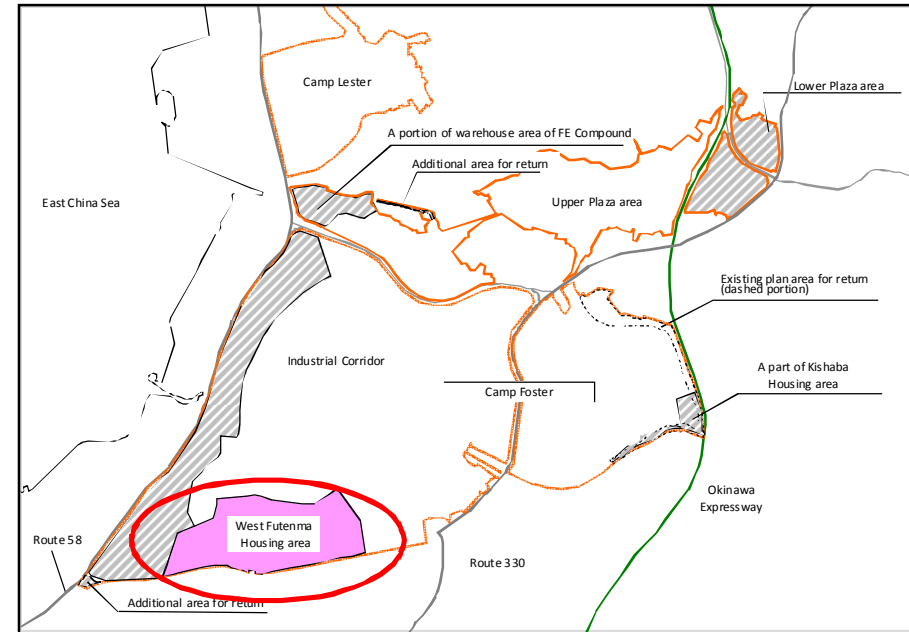 Camp Lester
Lower Plaza area
A portion of warehouse area of FE Compound
Additional area for return
East China Sea
Upper Plaza area
Existing plan area for return
(dashed portion)
Industrial Corridor
A part of Kishaba
Housing area
Camp Foster
Okinawa
Expressway
West Futenma
Housing area
Route 58
Route 330
Additional area for return